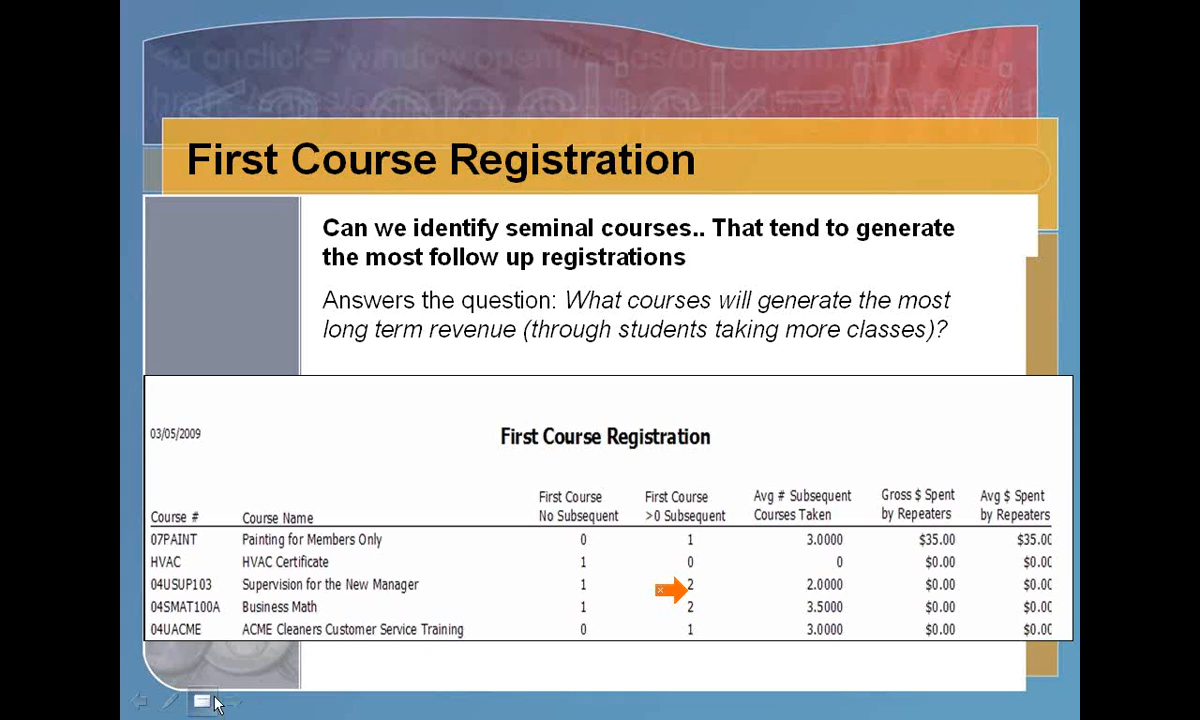 <a onclick="window.open
First Course Registration
Can we identify seminal courses.. That tend to generate
the most follow up registrations
Answers the question: What courses will generate the most
long term revenue (through students taking more classes)?
03/05/2009
First Course Registration
Course # Course Name First Course No Subsequent First Course >0 Subsequent Avg # Subsequent Courses Taken Gross $ Spent by Repeaters Avg $ Spent by Repeaters
07PAINT Painting for Members Only 0 1 3.0000 $35.00 $35.00
HVAC HVAC Certificate 1 0 0 $0.00 $0.00
04USUP103 Supervision for the New Manager 1 2 2.0000 $0.00 $0.00
04SMAT100A Business Math 1 2 3.5000 $0.00 $0.00
04UACME ACME Cleaners Customer Service Training 0 1 3.0000 $0.00 $0.00